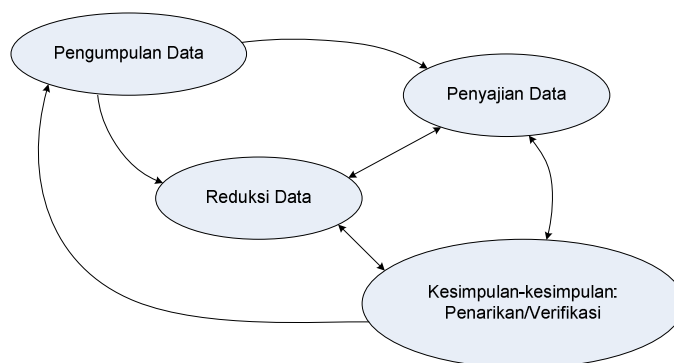 Pengumpulan Data
Penyajian Data
Reduksi Data
Kesimpulan-kesimpulan:
Penarikan/Verifikasi